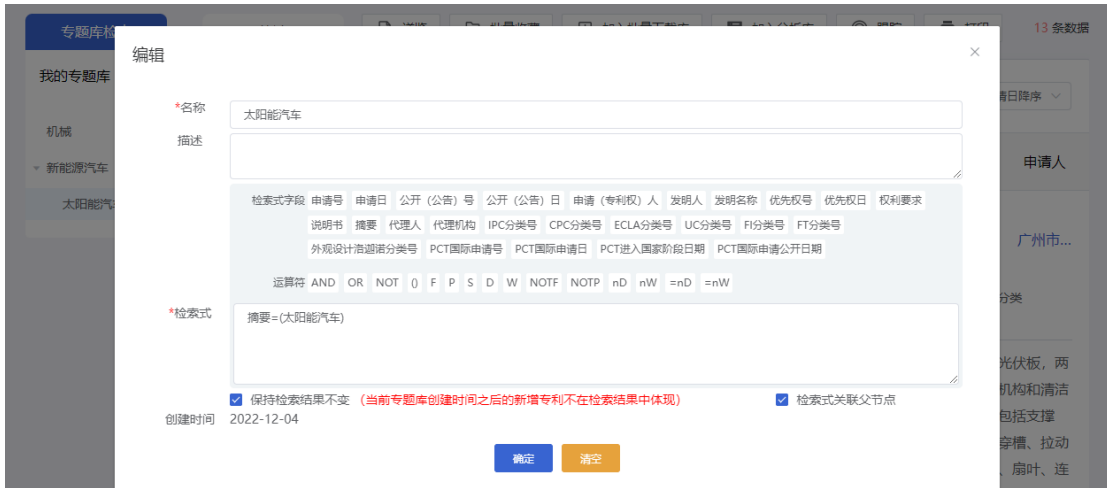 专题库检
13 条数据
编辑
×
我的专题库
请日降序
*名称 太阳能汽车
机械
描述
新能源汽车
申请人
太阳能汽
检索式字段 申请号 申请日 公开（公告）号 公开（公告）日 申请（专利权）人 发明人 发明名称 优先权号 优先权日 权利要求
说明书 摘要 代理人 代理机构 IPC分类号 CPC分类号 ECLA分类号 UC分类号 FI分类号 FT分类号
外观设计洛迦诺分类号 PCT国际申请号 PCT国际申请日 PCT进入国家阶段日期 PCT国际申请公开日期
广州市...
运算符 AND OR NOT () F P S D W NOTF NOTP nD nW =nD =nW
分类
*检索式 摘要=(太阳能汽车)
光伏板，两
机构和清洁
保持检索结果不变 （当前专题库创建时间之后的新增专利不在检索结果中体现） 检索式关联父节点
包括支撑
创建时间 2022-12-04
穿槽、拉动
确定 清空
、扇叶、连